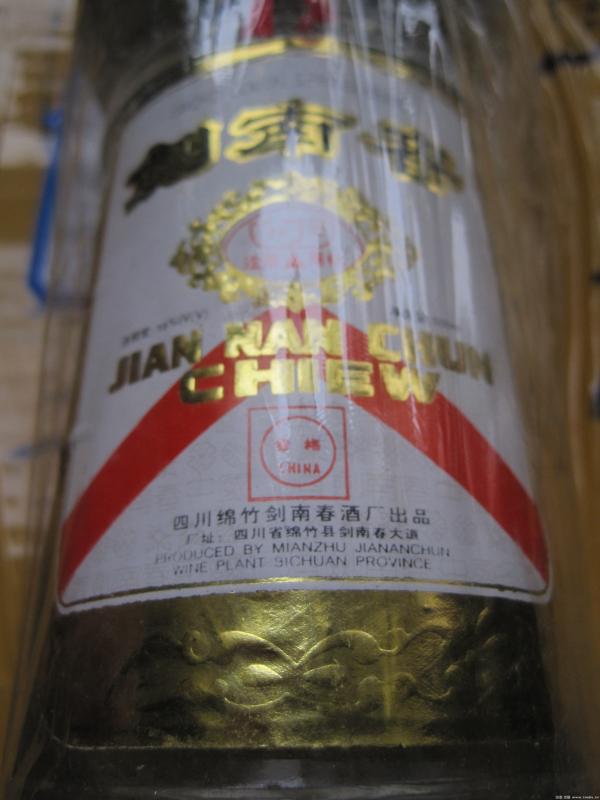 剑南春
JIAN NAN CHUN
CHIEW
CHINA
四川绵竹剑南春酒厂出品
厂址：四川省绵竹县剑南春大道
PRODUCED BY MIANZHU JIANANCHUN
WINE PLANT SICHUAN PROVINCE